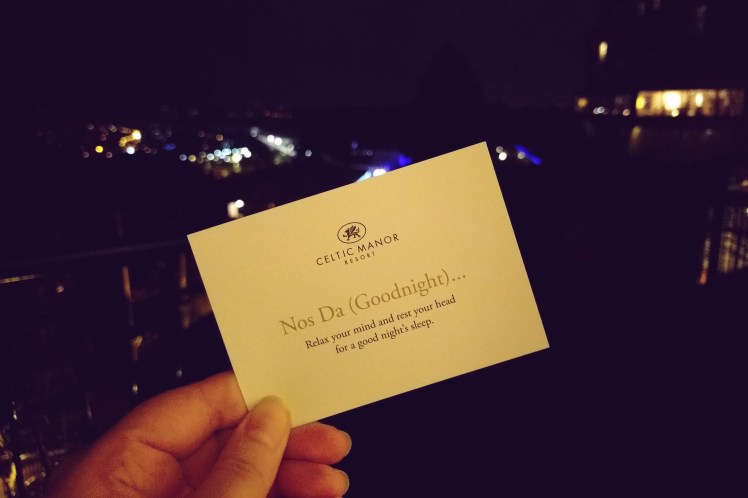 CELTIC MANOR
RESORT
Nos Da (Goodnight)...
Relax your mind and rest your head
for a good night's sleep.